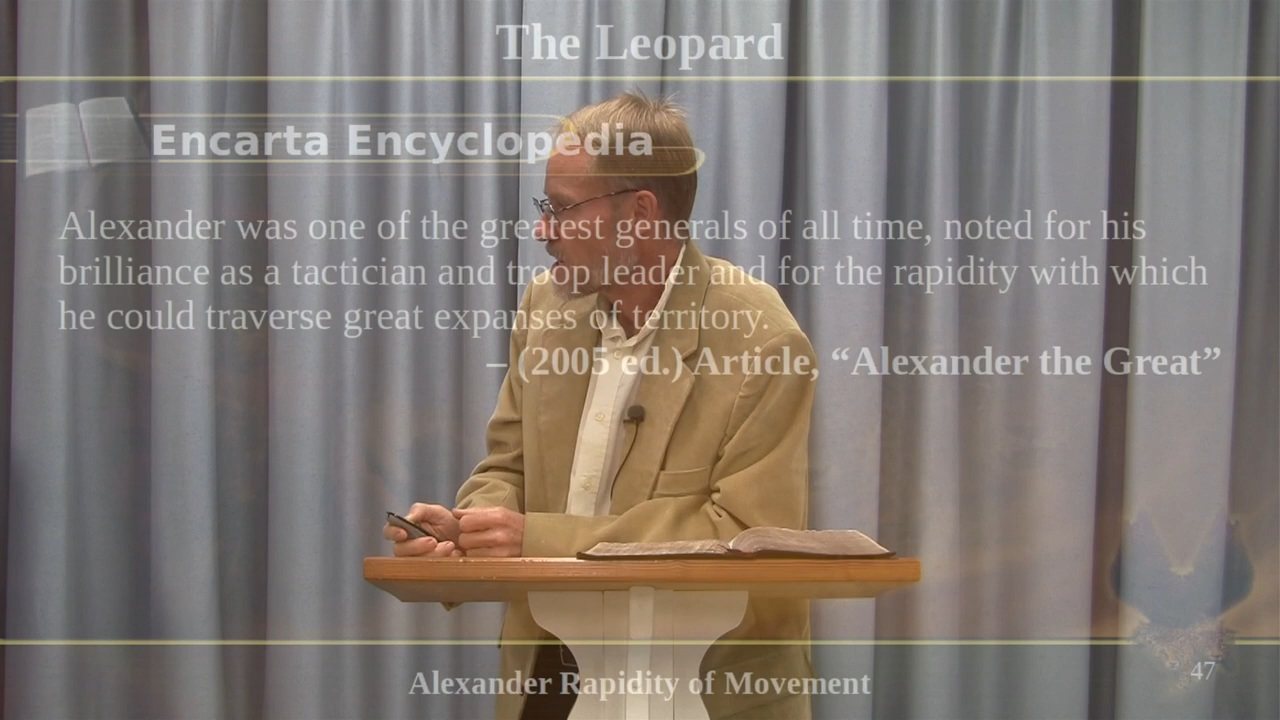 The Leopard
Encarta Encyclopedia
Alexander was one of the greatest generals of all time, noted for his
brilliance as a tactician and troop leader and for the rapidity with which
he could traverse great expanses of territory.
– (2005 ed.) Article, “Alexander the Great”
Alexander Rapidity of Movement
47